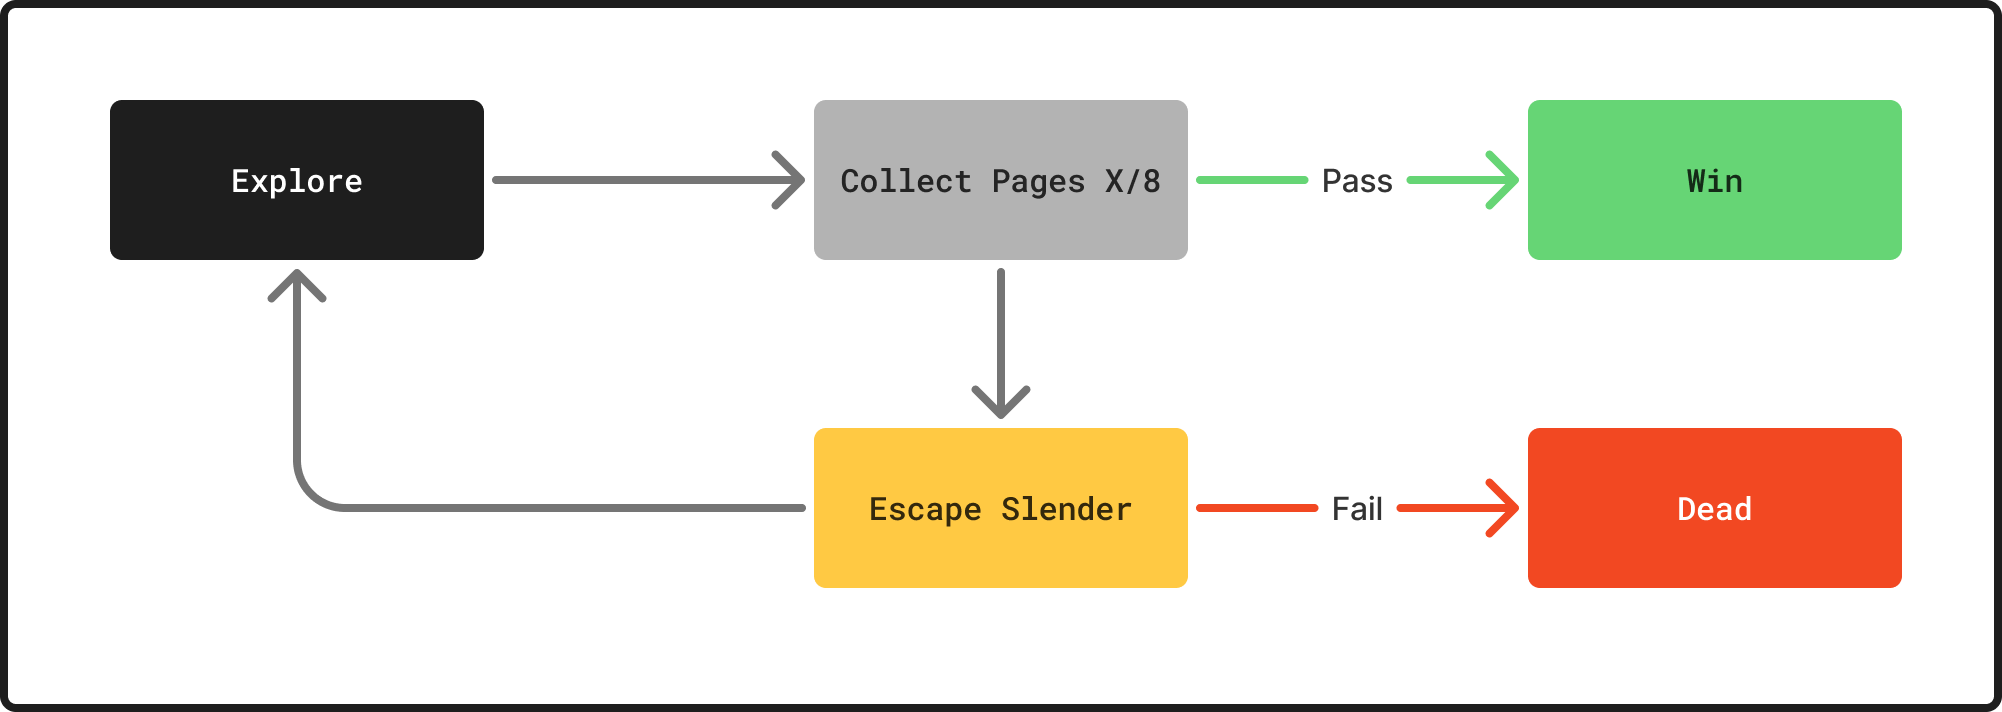 Explore
Collect Pages X/8
Pass
Win
Escape Slender
Fail
Dead